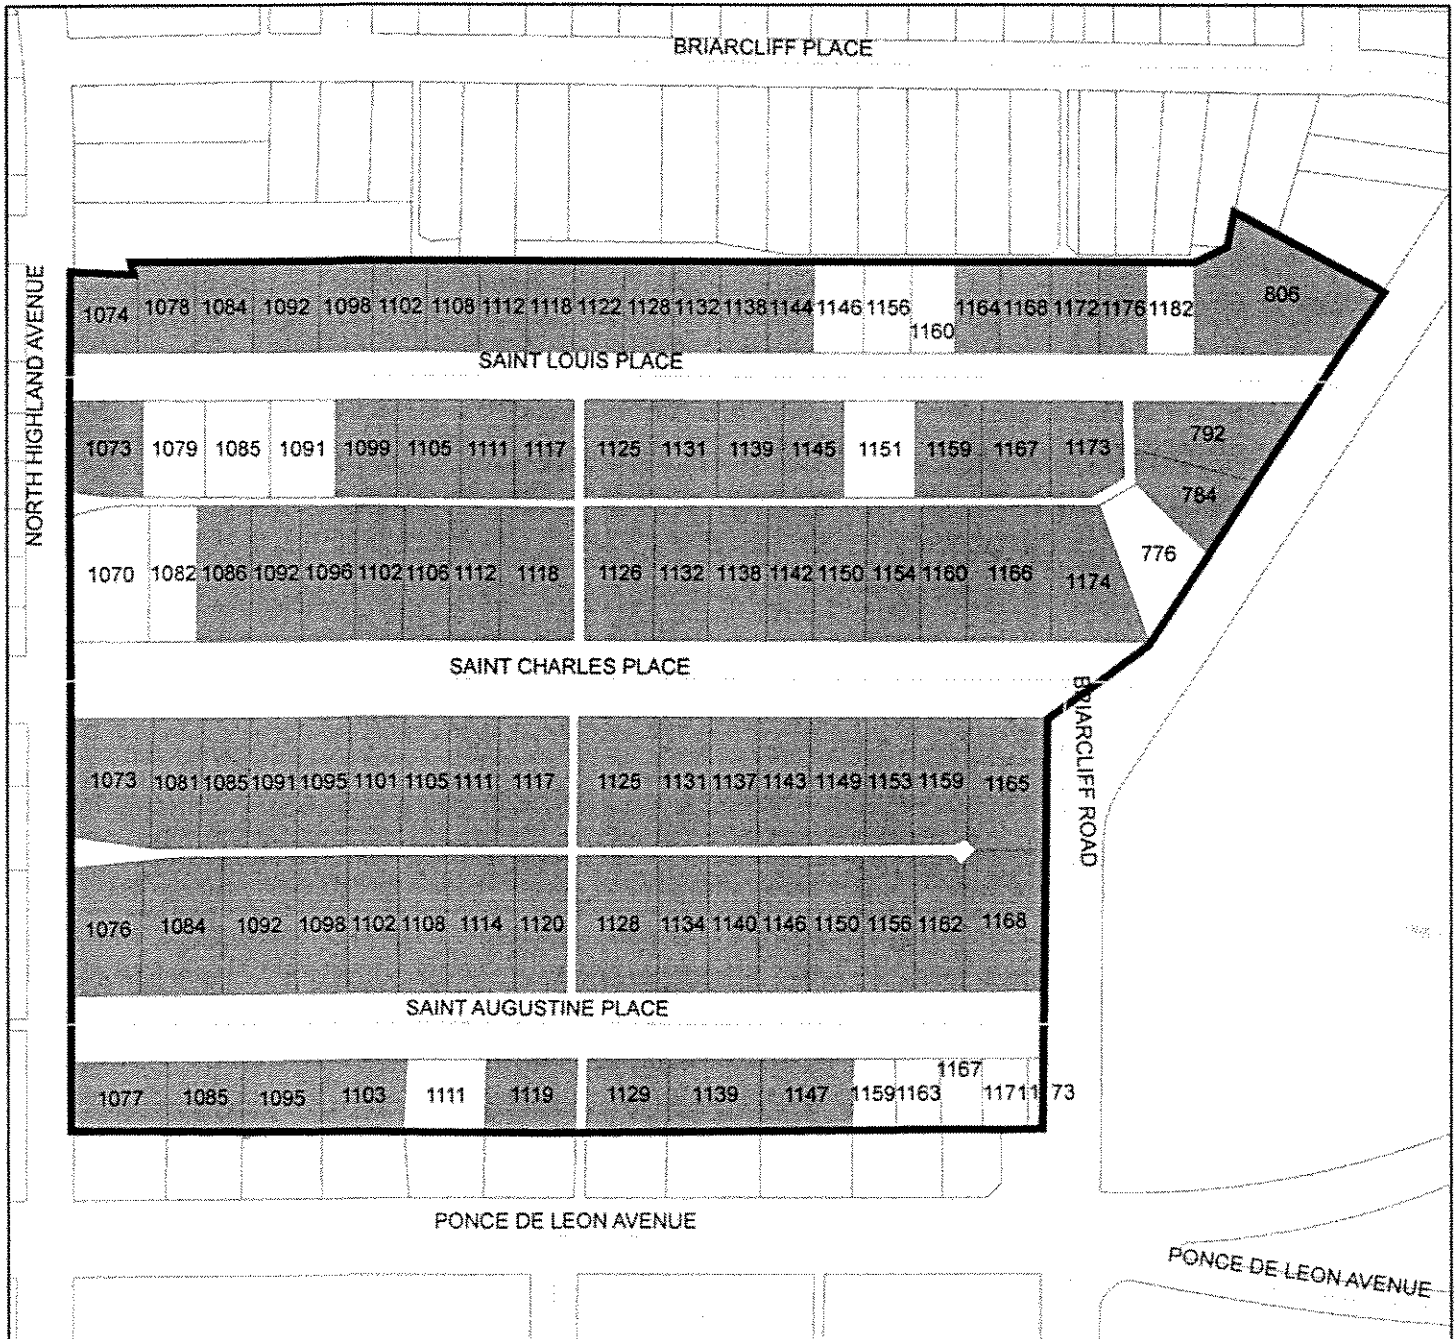 BRIARCLIFF PLACE
NORTH HIGHLAND AVENUE
1074 1078 1084 1092 1098 1102 1108 1112 1118 1122 1128 1132 1138 1144 1146 1156 1160 1164 1168 1172 1176 1182 806
SAINT LOUIS PLACE
1073 1079 1085 1091 1099 1105 1111 1117 1125 1131 1139 1145 1151 1159 1167 1173 792
784
776
1070 1082 1086 1092 1096 1102 1106 1112 1118 1126 1132 1138 1142 1150 1154 1160 1166 1174
SAINT CHARLES PLACE
BRIARCLIFF ROAD
1073 1081 1085 1091 1095 1101 1105 1111 1117 1125 1131 1137 1143 1149 1153 1159 1165
1076 1084 1092 1098 1102 1108 1114 1120 1128 1134 1140 1146 1150 1156 1162 1168
SAINT AUGUSTINE PLACE
1077 1085 1095 1103 1111 1119 1129 1139 1147 1159 1163 1167 1171 1173
PONCE DE LEON AVENUE
PONCE DE LEON AVENUE